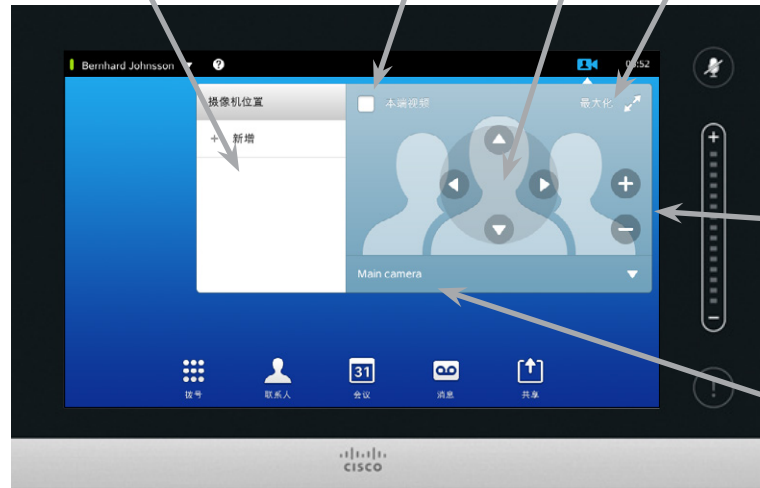 Bernhard Johnsson
?
摄像机位置
本端视频
最大化
+ 新增
Main camera
31
拨号
联系人
会议
消息
共享
CISCO